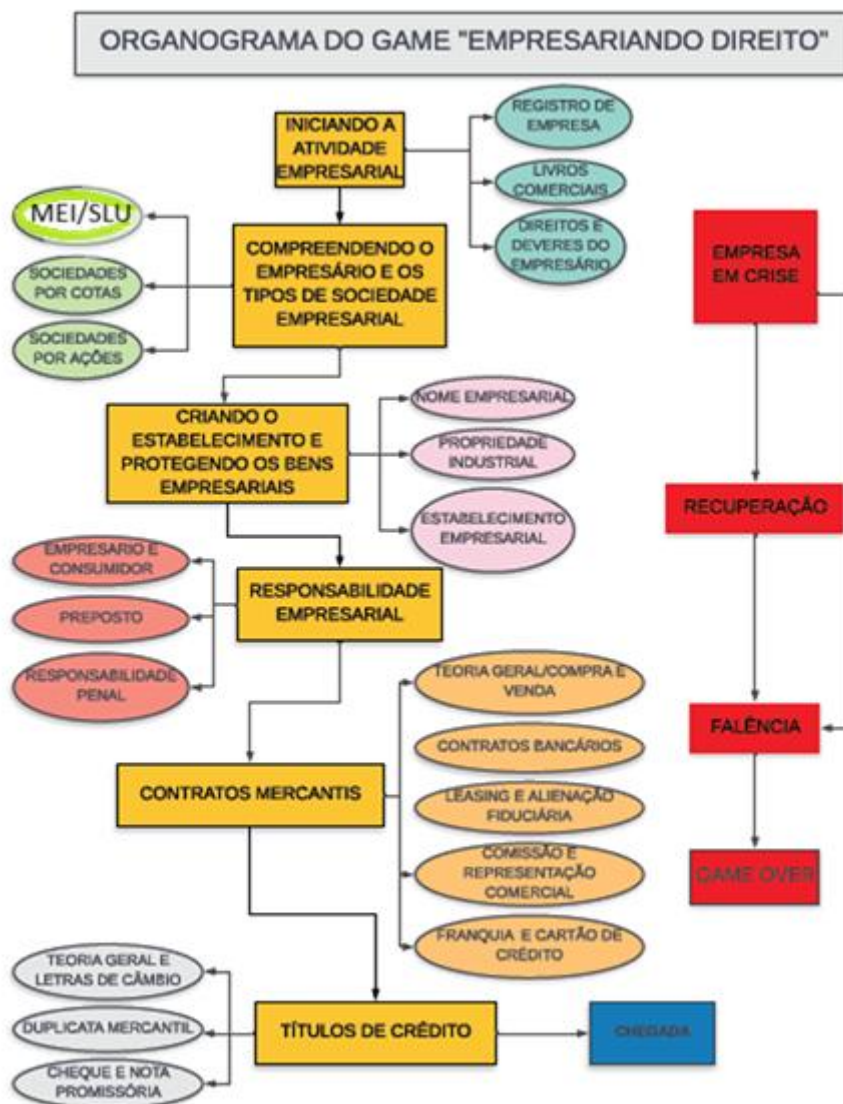 ORGANOGRAMA DO GAME "EMPRESARIANDO DIREITO"
INICIANDO A
ATIVIDADE
EMPRESARIAL
REGISTRO DE
EMPRESA
LIVROS
COMERCIAIS
DIREITOS E
DEVERES DO
EMPRESÁRIO
MEI/SLU
SOCIEDADES
POR COTAS
SOCIEDADES
POR AÇÕES
COMPREENDENDO O
EMPRESÁRIO E OS
TIPOS DE SOCIEDADE
EMPRESARIAL
EMPRESA
EM CRISE
CRIANDO O
ESTABELECIMENTO E
PROTEGENDO OS BENS
EMPRESARIAIS
NOME EMPRESARIAL
PROPRIEDADE
INDUSTRIAL
ESTABELECIMENTO
EMPRESARIAL
RECUPERAÇÃO
EMPRESARIO E
CONSUMIDOR
PREPOSTO
RESPONSABILIDADE
PENAL
RESPONSABILIDADE
EMPRESARIAL
TEORIA GERAL/COMPRA E
VENDA
CONTRATOS BANCÁRIOS
LEASING E ALIENAÇÃO
FIDUCIÁRIA
COMISSÃO E
REPRESENTAÇÃO
COMERCIAL
FRANQUIA E CARTÃO DE
CRÉDITO
FALÊNCIA
CONTRATOS MERCANTIS
GAME OVER
TEORIA GERAL E
LETRAS DE CÂMBIO
DUPLICATA MERCANTIL
CHEQUE E NOTA
PROMISSÓRIA
TÍTULOS DE CRÉDITO
CHEGADA